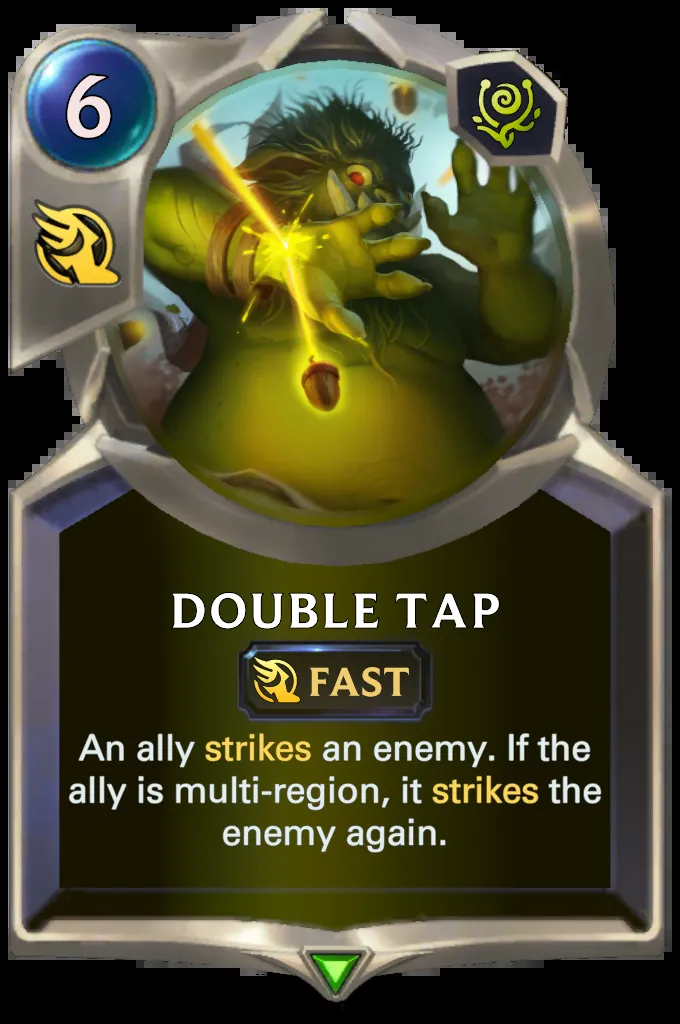 6
DOUBLE TAP
FAST
An ally strikes an enemy. If the
ally is multi-region, it strikes the
enemy again.